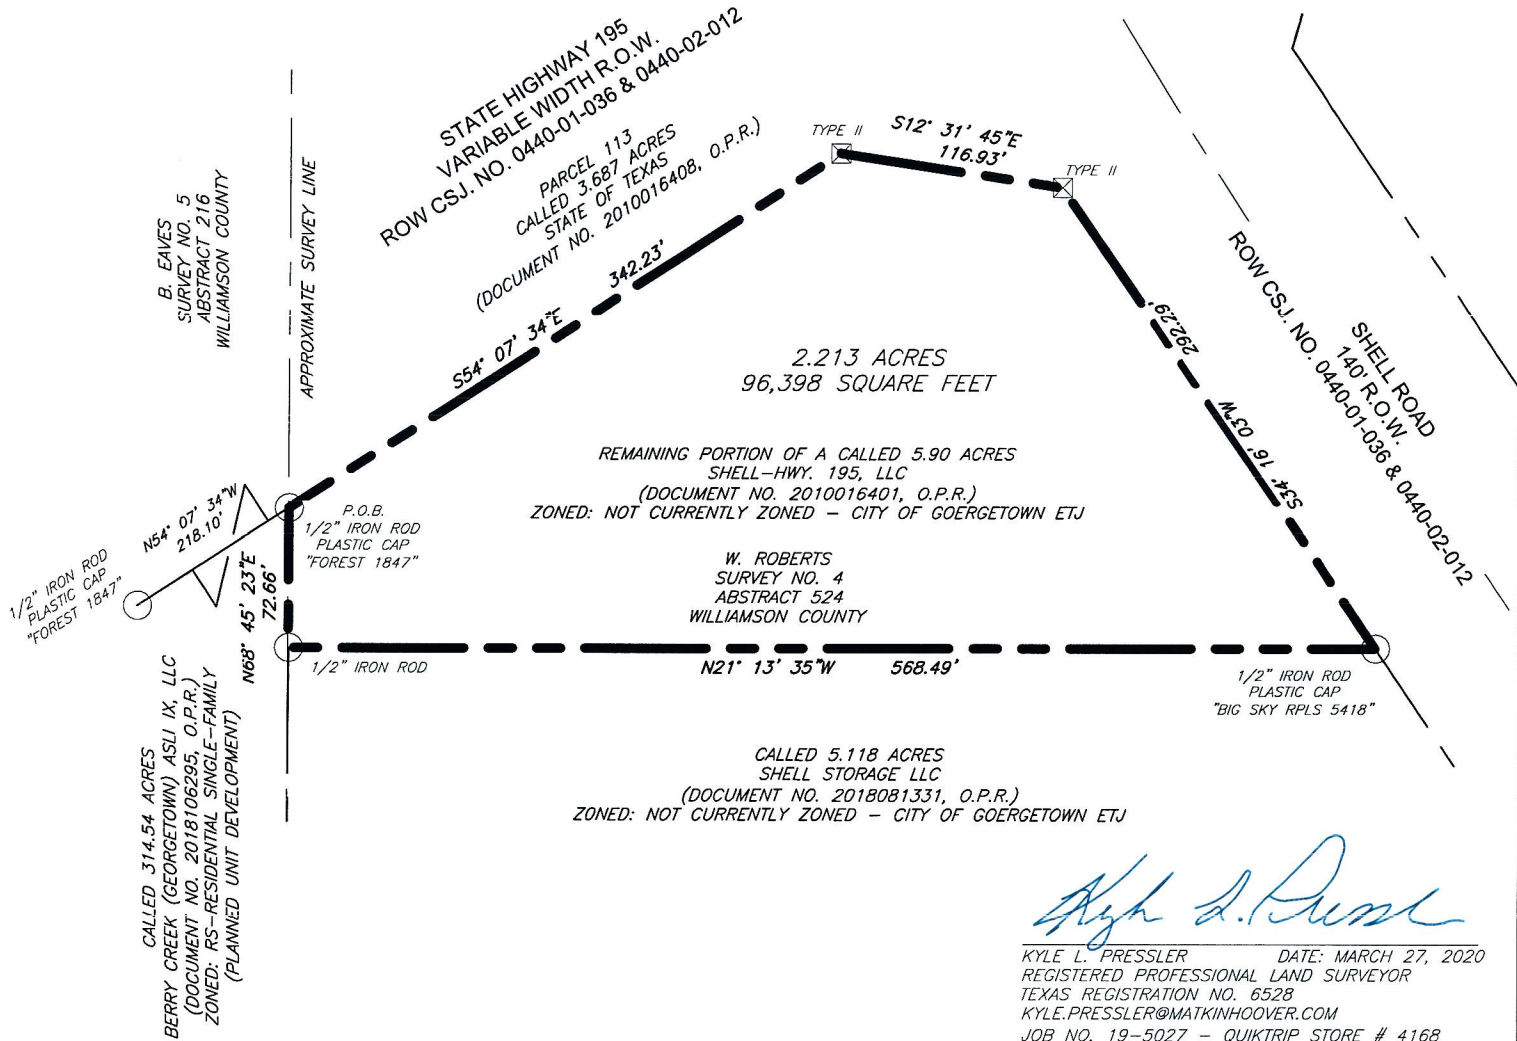 STATE HIGHWAY 195
VARIABLE WIDTH R.O.W.
ROW CSJ. NO. 0440-01-036 & 0440-02-012
PARCEL 113
CALLED 3.687 ACRES
STATE OF TEXAS
(DOCUMENT NO. 2010016408, O.P.R.)
B. EAVES
SURVEY NO. 5
ABSTRACT 216
WILLIAMSON COUNTY
APPROXIMATE SURVEY LINE
TYPE II
S12° 31' 45"E
116.93'
TYPE II
S54° 07' 34"E
342.23'
292.29'
S34° 16' 03"W
SHELL ROAD
140' R.O.W.
ROW CSJ. NO. 0440-01-036 & 0440-02-012
2.213 ACRES
96,398 SQUARE FEET
REMAINING PORTION OF A CALLED 5.90 ACRES
SHELL-HWY. 195, LLC
(DOCUMENT NO. 2010016401, O.P.R.)
ZONED: NOT CURRENTLY ZONED - CITY OF GOERGETOWN ETJ
W. ROBERTS
SURVEY NO. 4
ABSTRACT 524
WILLIAMSON COUNTY
N54° 07' 34"W
218.10'
1/2" IRON ROD
PLASTIC CAP
"FOREST 1847"
P.O.B.
1/2" IRON ROD
PLASTIC CAP
"FOREST 1847"
N68° 45' 23"E
72.66'
1/2" IRON ROD
N21° 13' 35"W 568.49'
1/2" IRON ROD
PLASTIC CAP
"BIG SKY RPLS 5418"
CALLED 314.54 ACRES
BERRY CREEK (GEORGETOWN) ASLI IX, LLC
(DOCUMENT NO. 2018106295, O.P.R.)
ZONED: RS-RESIDENTIAL SINGLE-FAMILY
(PLANNED UNIT DEVELOPMENT)
CALLED 5.118 ACRES
SHELL STORAGE LLC
(DOCUMENT NO. 2018081331, O.P.R.)
ZONED: NOT CURRENTLY ZONED - CITY OF GOERGETOWN ETJ
KYLE L. PRESSLER DATE: MARCH 27, 2020
REGISTERED PROFESSIONAL LAND SURVEYOR
TEXAS REGISTRATION NO. 6528
KYLE.PRESSLER@MATKINHOOVER.COM
JOB NO. 19-5027 - QUIKTRIP STORE # 4168